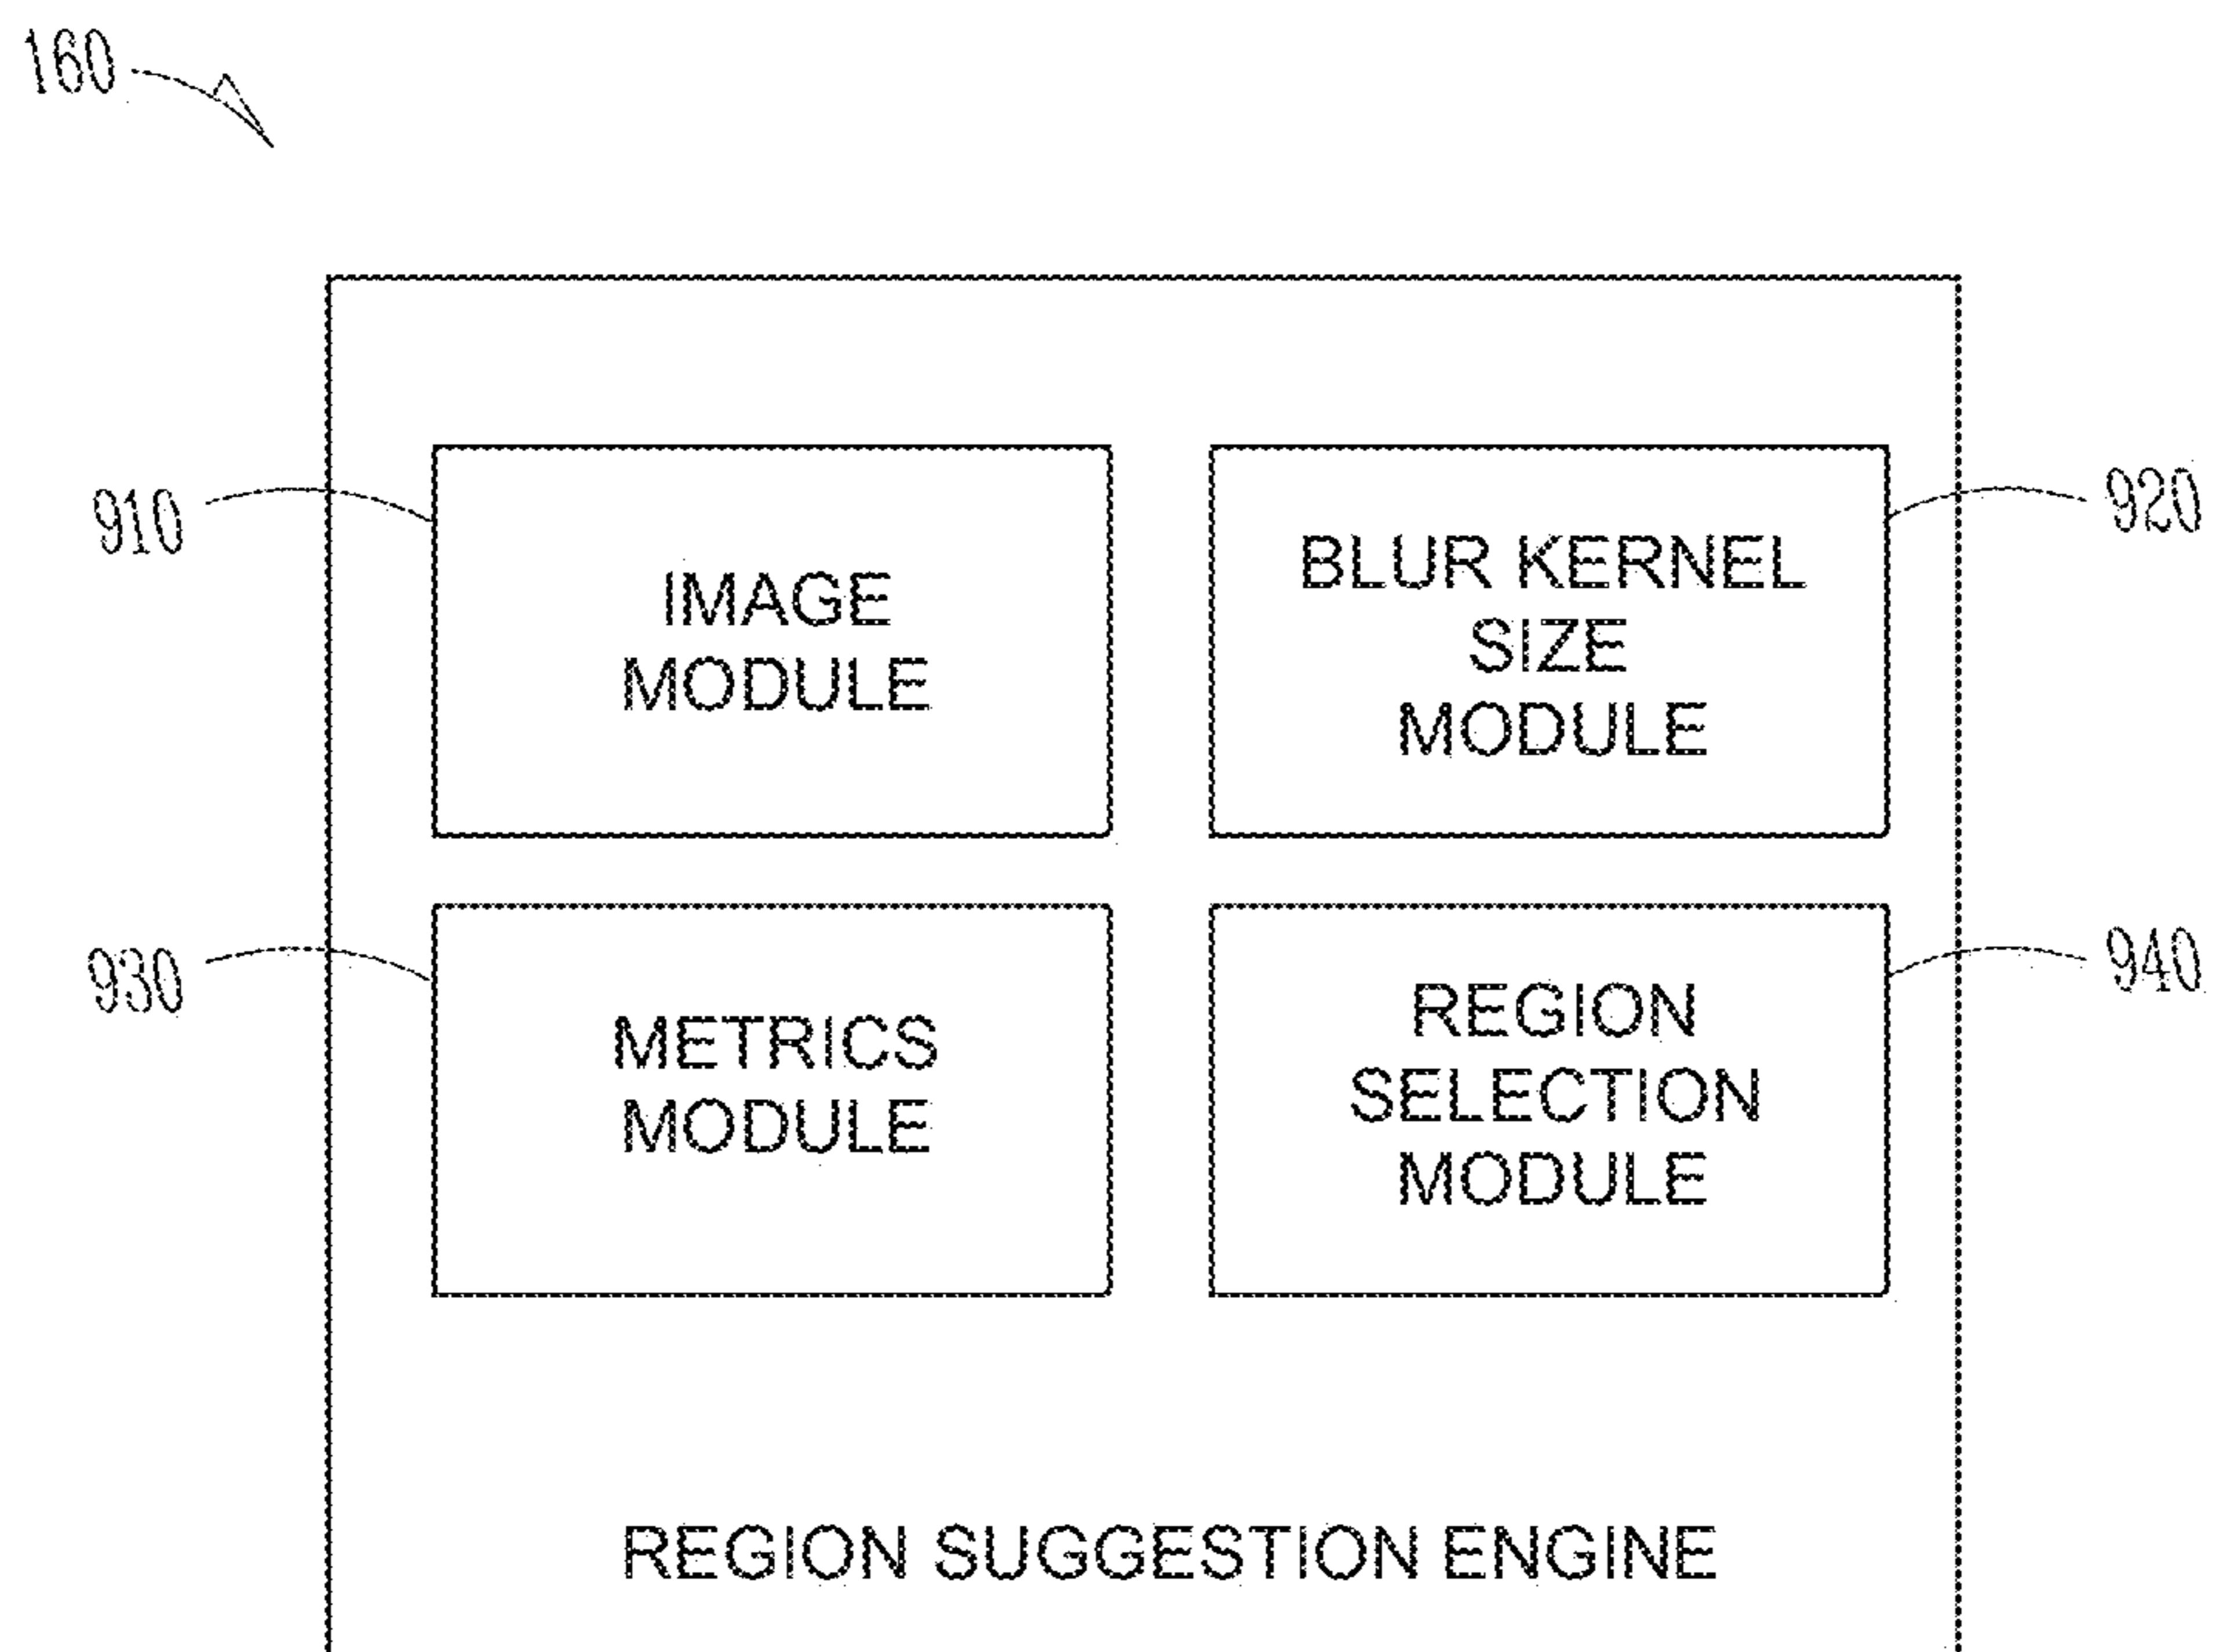 160
910
IMAGE
MODULE
920
BLUR KERNEL
SIZE
MODULE
930
METRICS
MODULE
940
REGION
SELECTION
MODULE
REGION SUGGESTION ENGINE